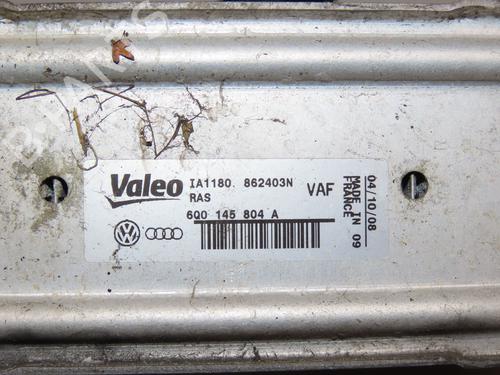 Valeo
IA1180. 862403N
RAS
VAF
6Q0 145 804 A
04/10/08
MADE IN 09
FRANCE